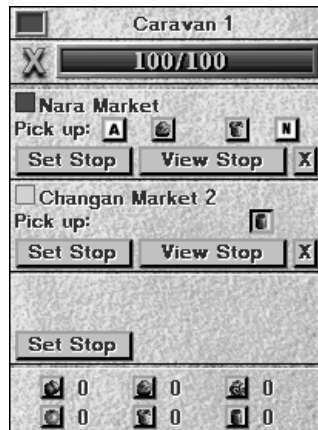 Caravan 1
X 100/100
Nara Market
Pick up: A N
Set Stop View Stop X
Changan Market 2
Pick up:
Set Stop View Stop X
Set Stop
0 0 0
0 0 0